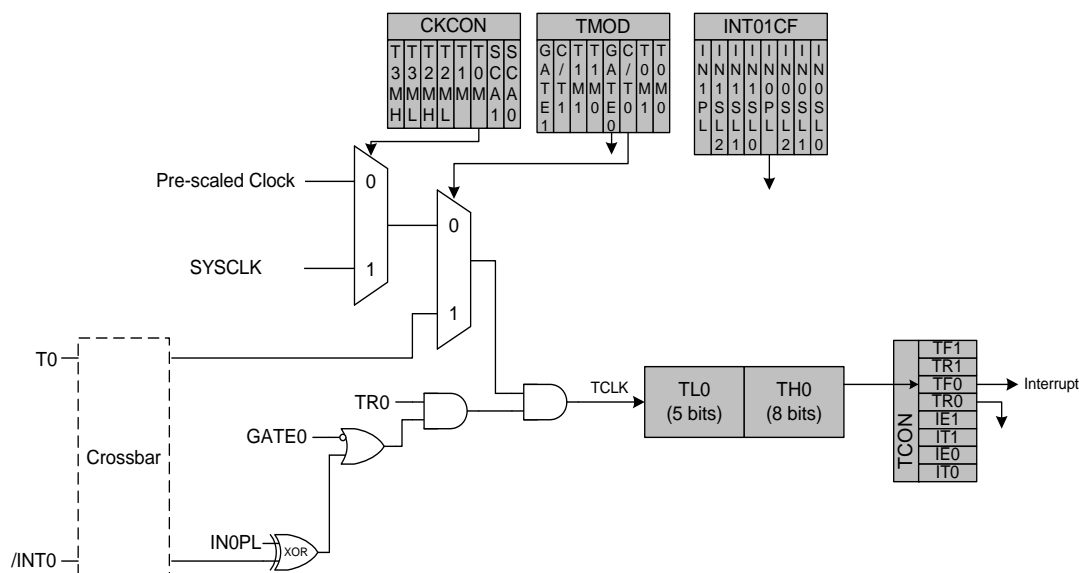 CKCON
T3MH T3ML T2MH T2ML T1M T0M SCA1 SCA0
TMOD
GATE1 C/T1 T1M1 T1M0 GATE0 C/T0 T0M1 T0M0
INT01CF
IN1PL IN1SL2 IN1SL1 IN1SL0 IN0PL IN0SL2 IN0SL1 IN0SL0
Pre-scaled Clock
0
SYSCLK
1
0
1
T0
Crossbar
/INT0
TR0
GATE0
IN0PL
XOR
TCLK
TL0
(5 bits)
TH0
(8 bits)
TCON
TF1
TR1
TF0
TR0
IE1
IT1
IE0
IT0
Interrupt